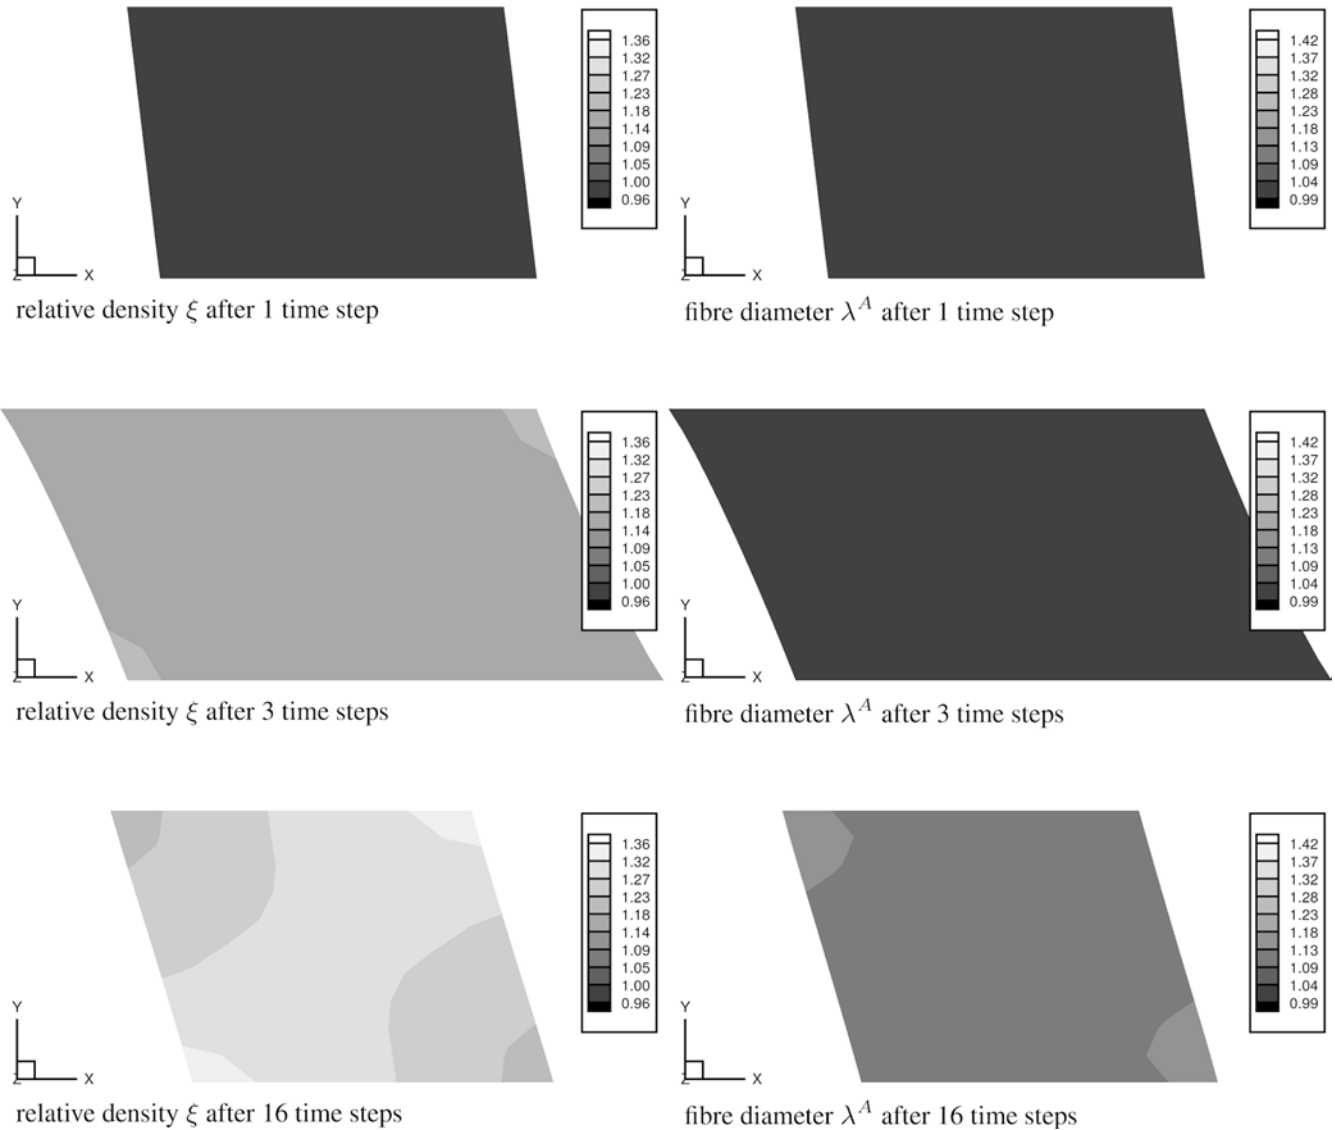 1.36
1.32
1.27
1.23
1.18
1.14
1.09
1.05
1.00
0.96
Y
Z
X
relative density ξ after 1 time step
1.42
1.37
1.32
1.28
1.23
1.18
1.13
1.09
1.04
0.99
Y
Z
X
fibre diameter λ^A after 1 time step
1.36
1.32
1.27
1.23
1.18
1.14
1.09
1.05
1.00
0.96
Y
Z
X
relative density ξ after 3 time steps
1.42
1.37
1.32
1.28
1.23
1.18
1.13
1.09
1.04
0.99
Y
Z
X
fibre diameter λ^A after 3 time steps
1.36
1.32
1.27
1.23
1.18
1.14
1.09
1.05
1.00
0.96
Y
Z
X
relative density ξ after 16 time steps
1.42
1.37
1.32
1.28
1.23
1.18
1.13
1.09
1.04
0.99
Y
Z
X
fibre diameter λ^A after 16 time steps